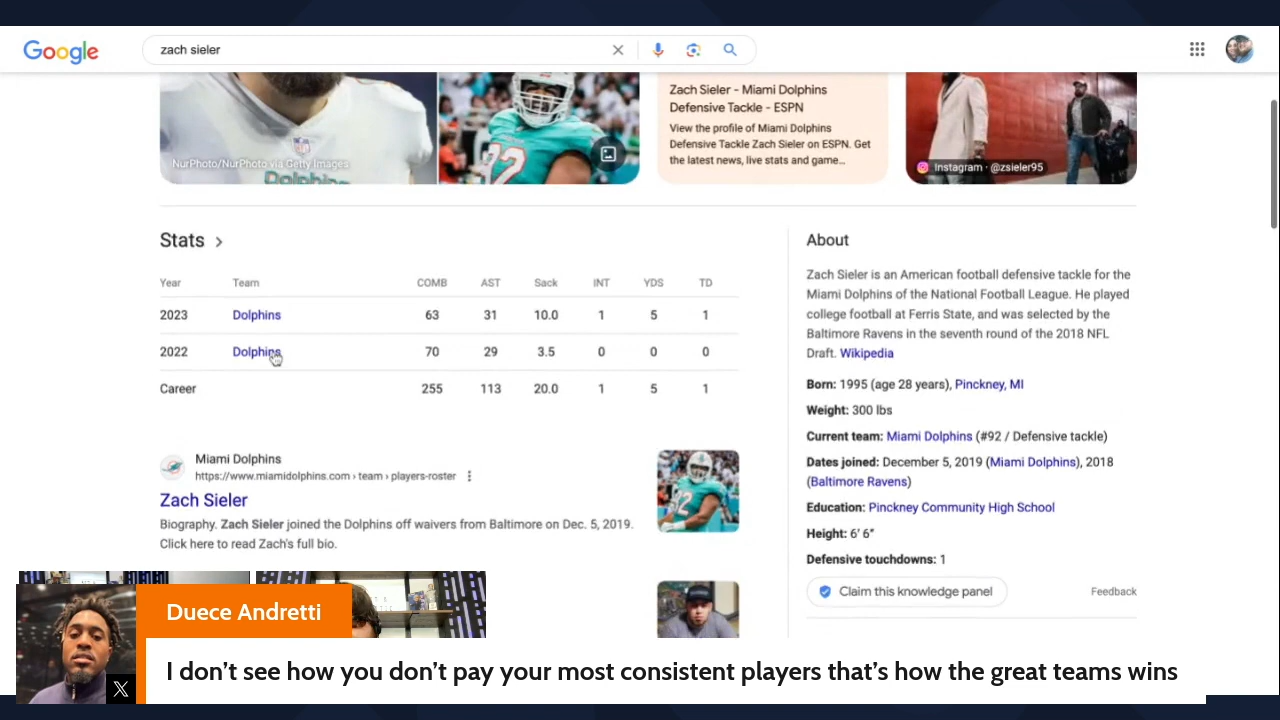 Google
zach sieler
NurPhoto/NurPhoto via Getty Images
Dolphins
92
Zach Sieler - Miami Dolphins
Defensive Tackle - ESPN
View the profile of Miami Dolphins
Defensive Tackle Zach Sieler on ESPN. Get
the latest news, live stats and game...
Instagram · @zsieler95
Stats
Year Team COMB AST Sack INT YDS TD
2023 Dolphins 63 31 10.0 1 5 1
2022 Dolphins 70 29 3.5 0 0 0
Career 255 113 20.0 1 5 1
Miami Dolphins
https://www.miamidolphins.com › team › players-roster
Zach Sieler
Biography. Zach Sieler joined the Dolphins off waivers from Baltimore on Dec. 5, 2019.
Click here to read Zach's full bio.
About
Zach Sieler is an American football defensive tackle for the
Miami Dolphins of the National Football League. He played
college football at Ferris State, and was selected by the
Baltimore Ravens in the seventh round of the 2018 NFL
Draft. Wikipedia
Born: 1995 (age 28 years), Pinckney, MI
Weight: 300 lbs
Current team: Miami Dolphins (#92 / Defensive tackle)
Dates joined: December 5, 2019 (Miami Dolphins), 2018
(Baltimore Ravens)
Education: Pinckney Community High School
Height: 6′ 6″
Defensive touchdowns: 1
Claim this knowledge panel
Feedback
Duece Andretti
I don't see how you don't pay your most consistent players that's how the great teams wins